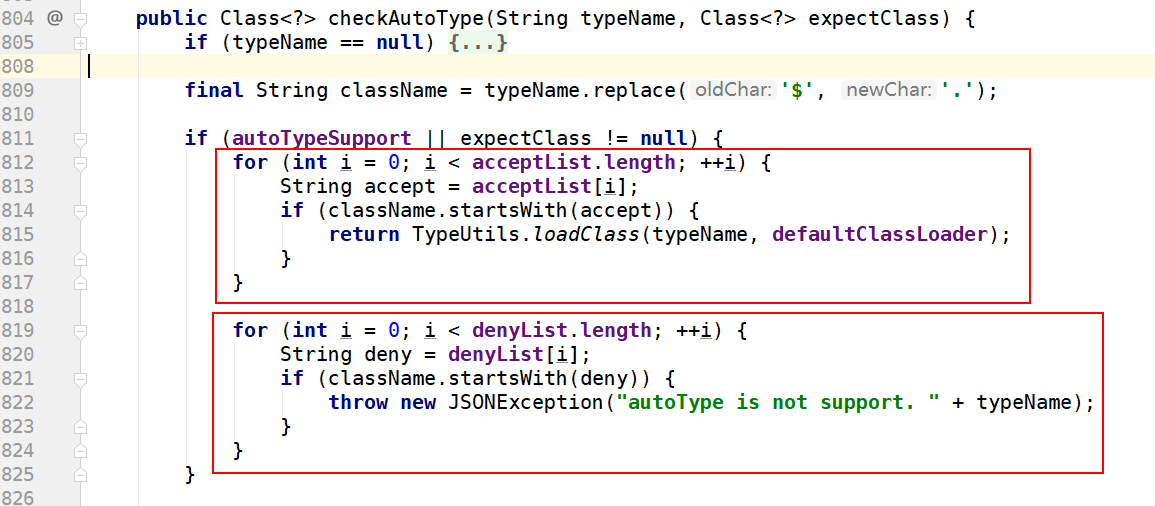 804 @ public Class<?> checkAutoType(String typeName, Class<?> expectClass) {
805 if (typeName == null) {...}
808
809 final String className = typeName.replace( oldChar: '$', newChar: '.');
810
811 if (autoTypeSupport || expectClass != null) {
812 for (int i = 0; i < acceptList.length; ++i) {
813 String accept = acceptList[i];
814 if (className.startsWith(accept)) {
815 return TypeUtils.loadClass(typeName, defaultClassLoader);
816 }
817 }
818
819 for (int i = 0; i < denyList.length; ++i) {
820 String deny = denyList[i];
821 if (className.startsWith(deny)) {
822 throw new JSONException("autoType is not support. " + typeName);
823 }
824 }
825 }
826